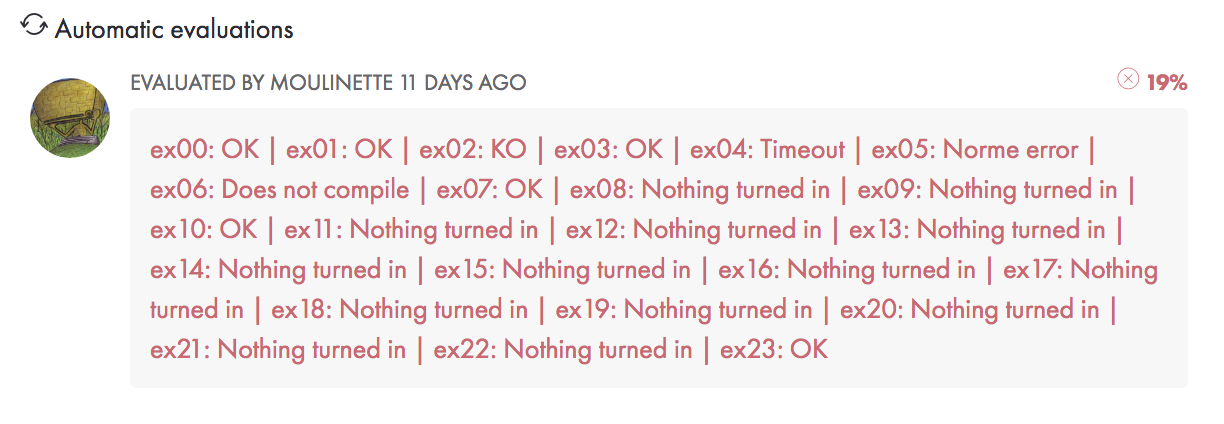 Automatic evaluations
EVALUATED BY MOULINETTE 11 DAYS AGO
19%
ex00: OK | ex01: OK | ex02: KO | ex03: OK | ex04: Timeout | ex05: Norme error |
ex06: Does not compile | ex07: OK | ex08: Nothing turned in | ex09: Nothing turned in |
ex10: OK | ex11: Nothing turned in | ex12: Nothing turned in | ex13: Nothing turned in |
ex14: Nothing turned in | ex15: Nothing turned in | ex16: Nothing turned in | ex17: Nothing
turned in | ex18: Nothing turned in | ex19: Nothing turned in | ex20: Nothing turned in |
ex21: Nothing turned in | ex22: Nothing turned in | ex23: OK